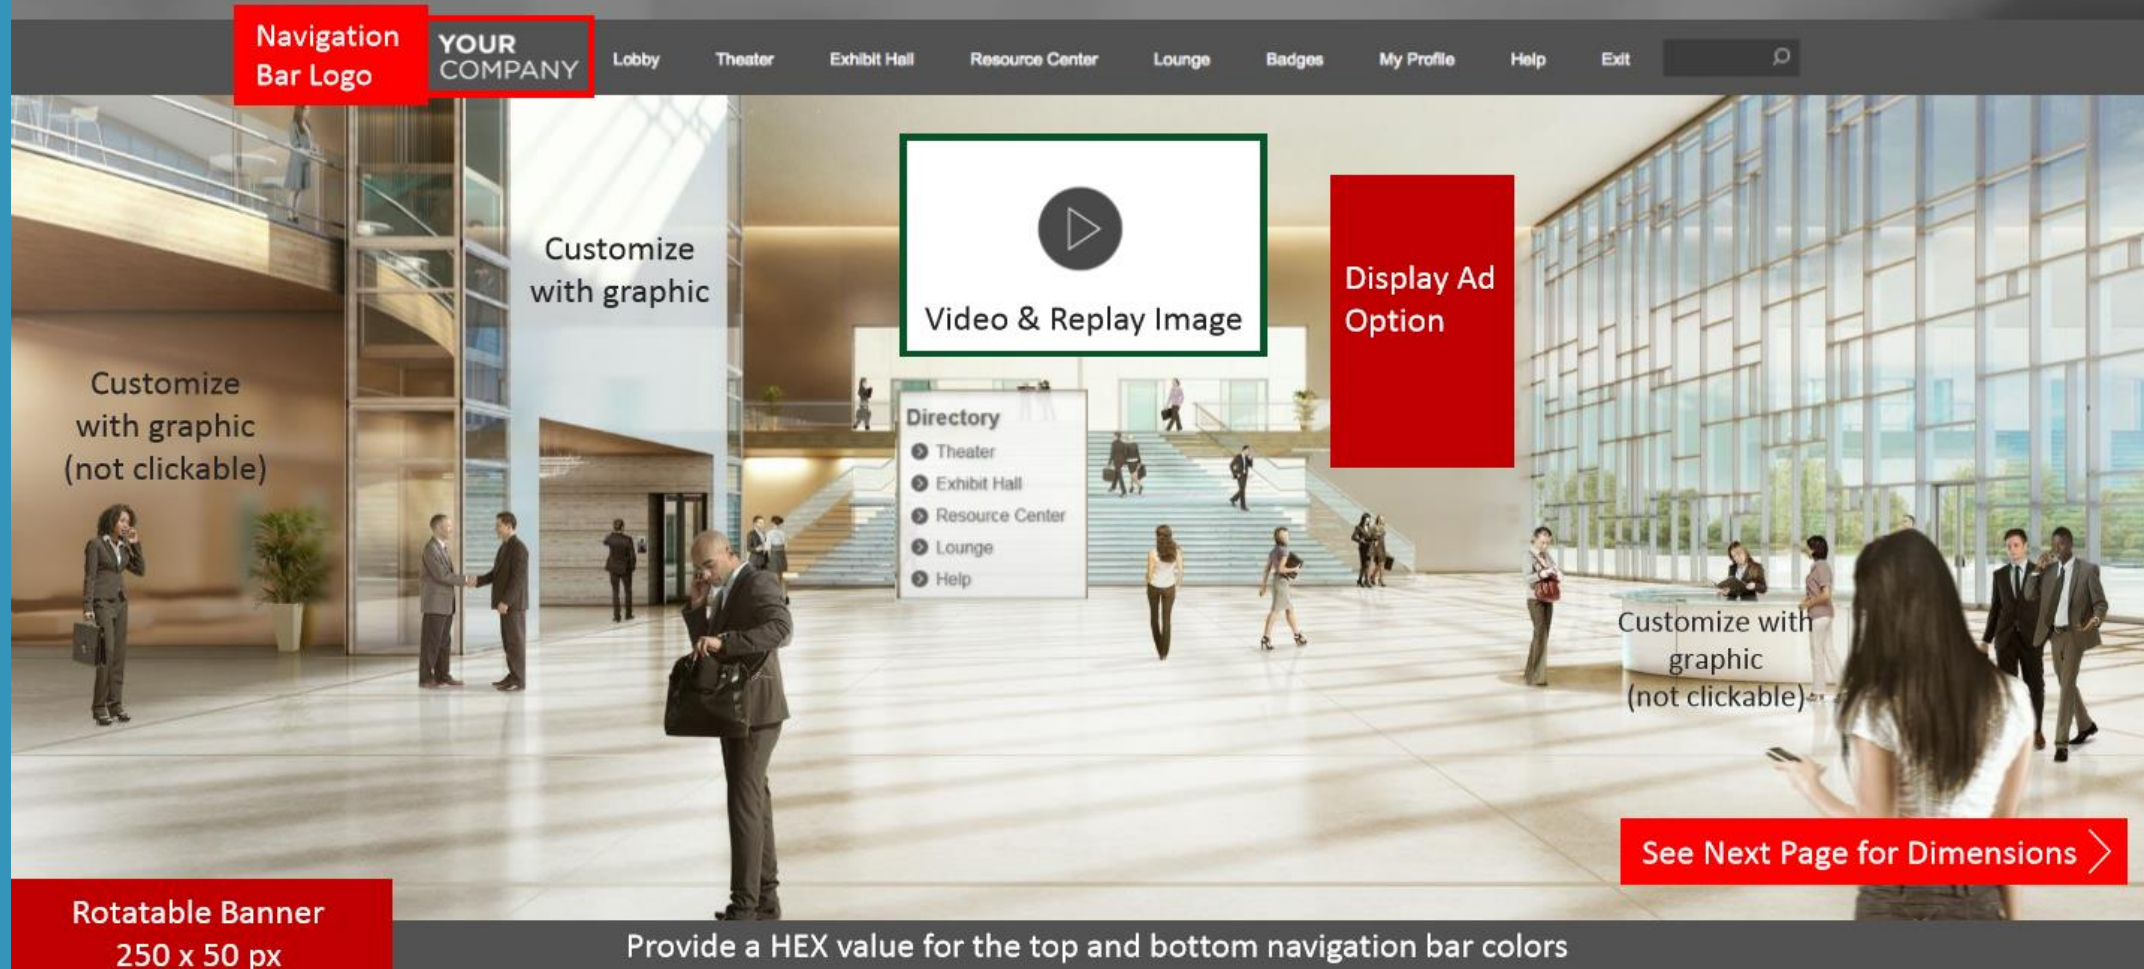 Navigation
Bar Logo
YOUR
COMPANY
Lobby Theater Exhibit Hall Resource Center Lounge Badges My Profile Help Exit
Customize
with graphic
Video & Replay Image
Display Ad
Option
Customize
with graphic
(not clickable)
Directory
Theater
Exhibit Hall
Resource Center
Lounge
Help
Customize with
graphic
(not clickable)
See Next Page for Dimensions
Rotatable Banner
250 x 50 px
Provide a HEX value for the top and bottom navigation bar colors